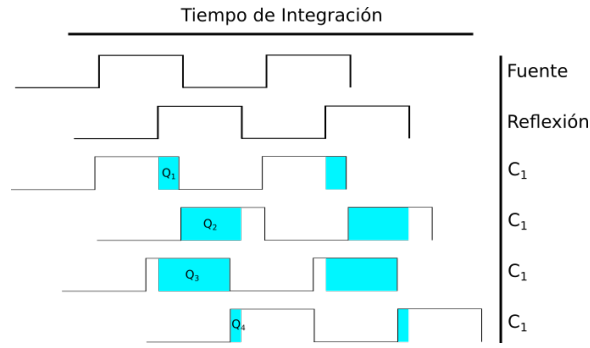 Tiempo de Integración
Fuente
Reflexión
Q₁ C₁
Q₂ C₁
Q₃ C₁
Q₄ C₁